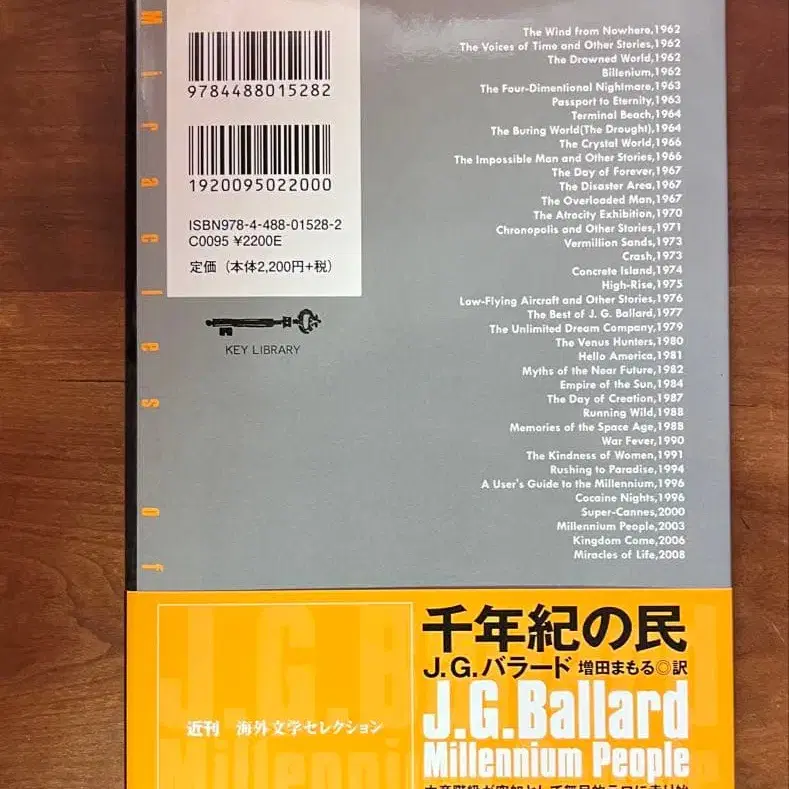 Miracles of
9784488015282
1920095022000
ISBN978-4-488-01528-2
C0095 ¥2200E
定価（本体2,200円+税）
KEY LIBRARY
The Wind from Nowhere,1962
The Voices of Time and Other Stories,1962
The Drowned World,1962
Billenium,1962
The Four-Dimentional Nightmare,1963
Passport to Eternity,1963
Terminal Beach,1964
The Buring World(The Drought),1964
The Crystal World,1966
The Impossible Man and Other Stories,1966
The Day of Forever,1967
The Disaster Area,1967
The Overloaded Man,1967
The Atrocity Exhibition,1970
Chronopolis and Other Stories,1971
Vermillion Sands,1973
Crash,1973
Concrete Island,1974
High-Rise,1975
Low-Flying Aircraft and Other Stories,1976
The Best of J. G. Ballard,1977
The Unlimited Dream Company,1979
The Venus Hunters,1980
Hello America,1981
Myths of the Near Future,1982
Empire of the Sun,1984
The Day of Creation,1987
Running Wild,1988
Memories of the Space Age,1988
War Fever,1990
The Kindness of Women,1991
Rushing to Paradise,1994
A User's Guide to the Millennium,1996
Cocaine Nights,1996
Super-Cannes,2000
Millennium People,2003
Kingdom Come,2006
Miracles of Life,2008
近刊 海外文学セレクション
千年紀の民
J.G.バラード 増田まもる◎訳
J.G.Ballard
Millennium People